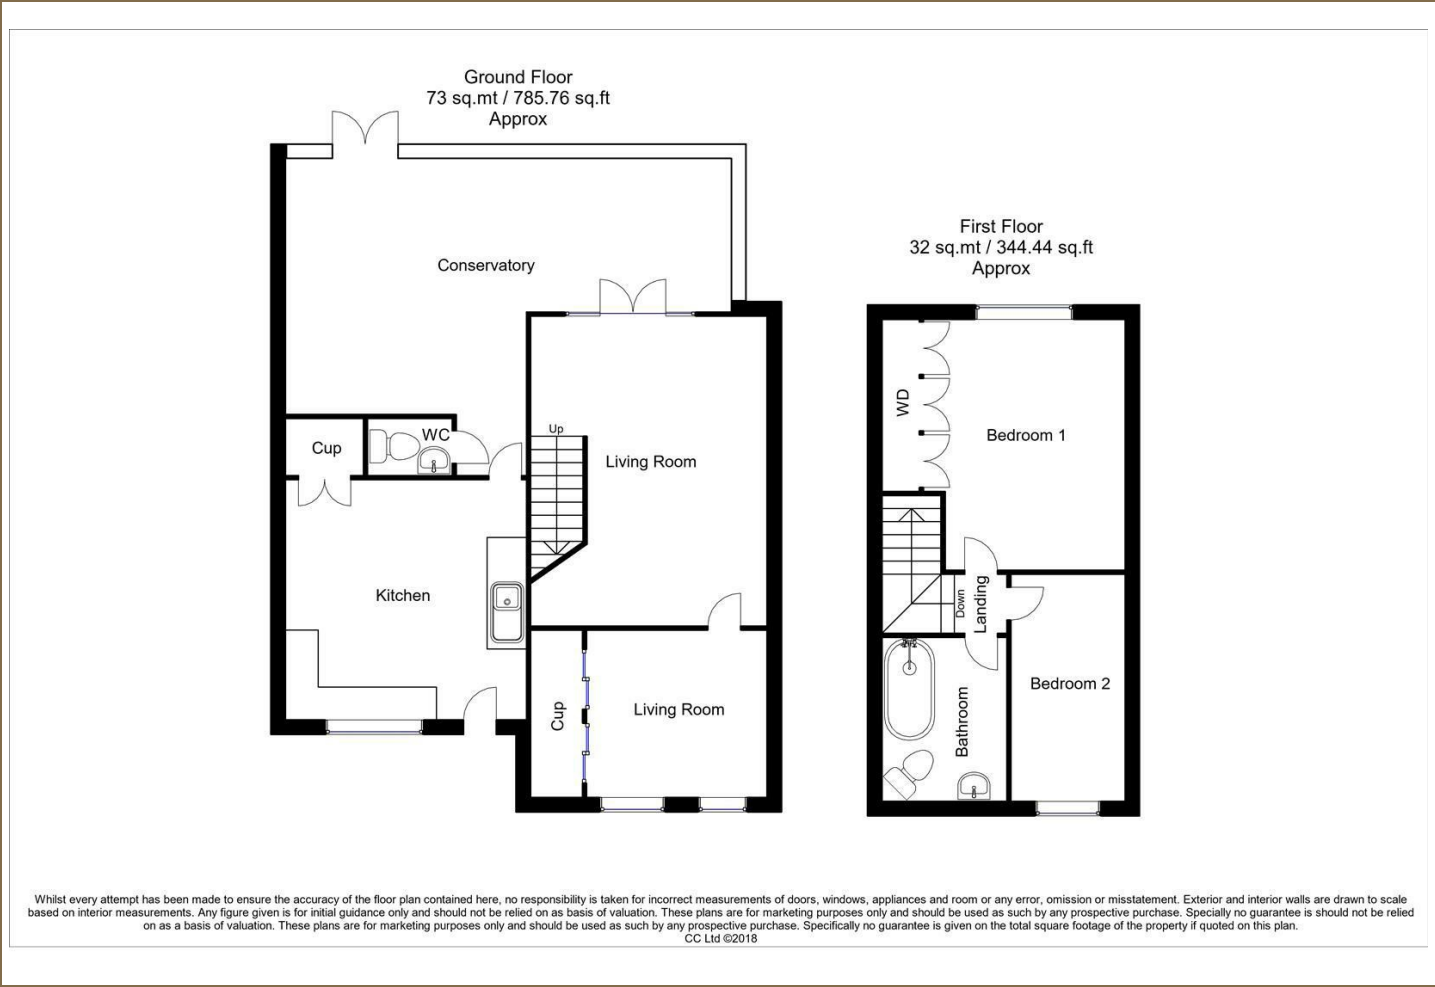 Ground Floor
73 sq.mt / 785.76 sq.ft
Approx
First Floor
32 sq.mt / 344.44 sq.ft
Approx
Conservatory
Cup
WC
Up
Living Room
Kitchen
Cup
Living Room
WD
Bedroom 1
Down
Landing
Bedroom 2
Bathroom
Whilst every attempt has been made to ensure the accuracy of the floor plan contained here, no responsibility is taken for incorrect measurements of doors, windows, appliances and room or any error, omission or misstatement. Exterior and interior walls are drawn to scale
based on interior measurements. Any figure given is for initial guidance only and should not be relied on as basis of valuation. These plans are for marketing purposes only and should be used as such by any prospective purchase. Specially no guarantee is should not be relied
on as a basis of valuation. These plans are for marketing purposes only and should be used as such by any prospective purchase. Specifically no guarantee is given on the total square footage of the property if quoted on this plan.
CC Ltd ©2018